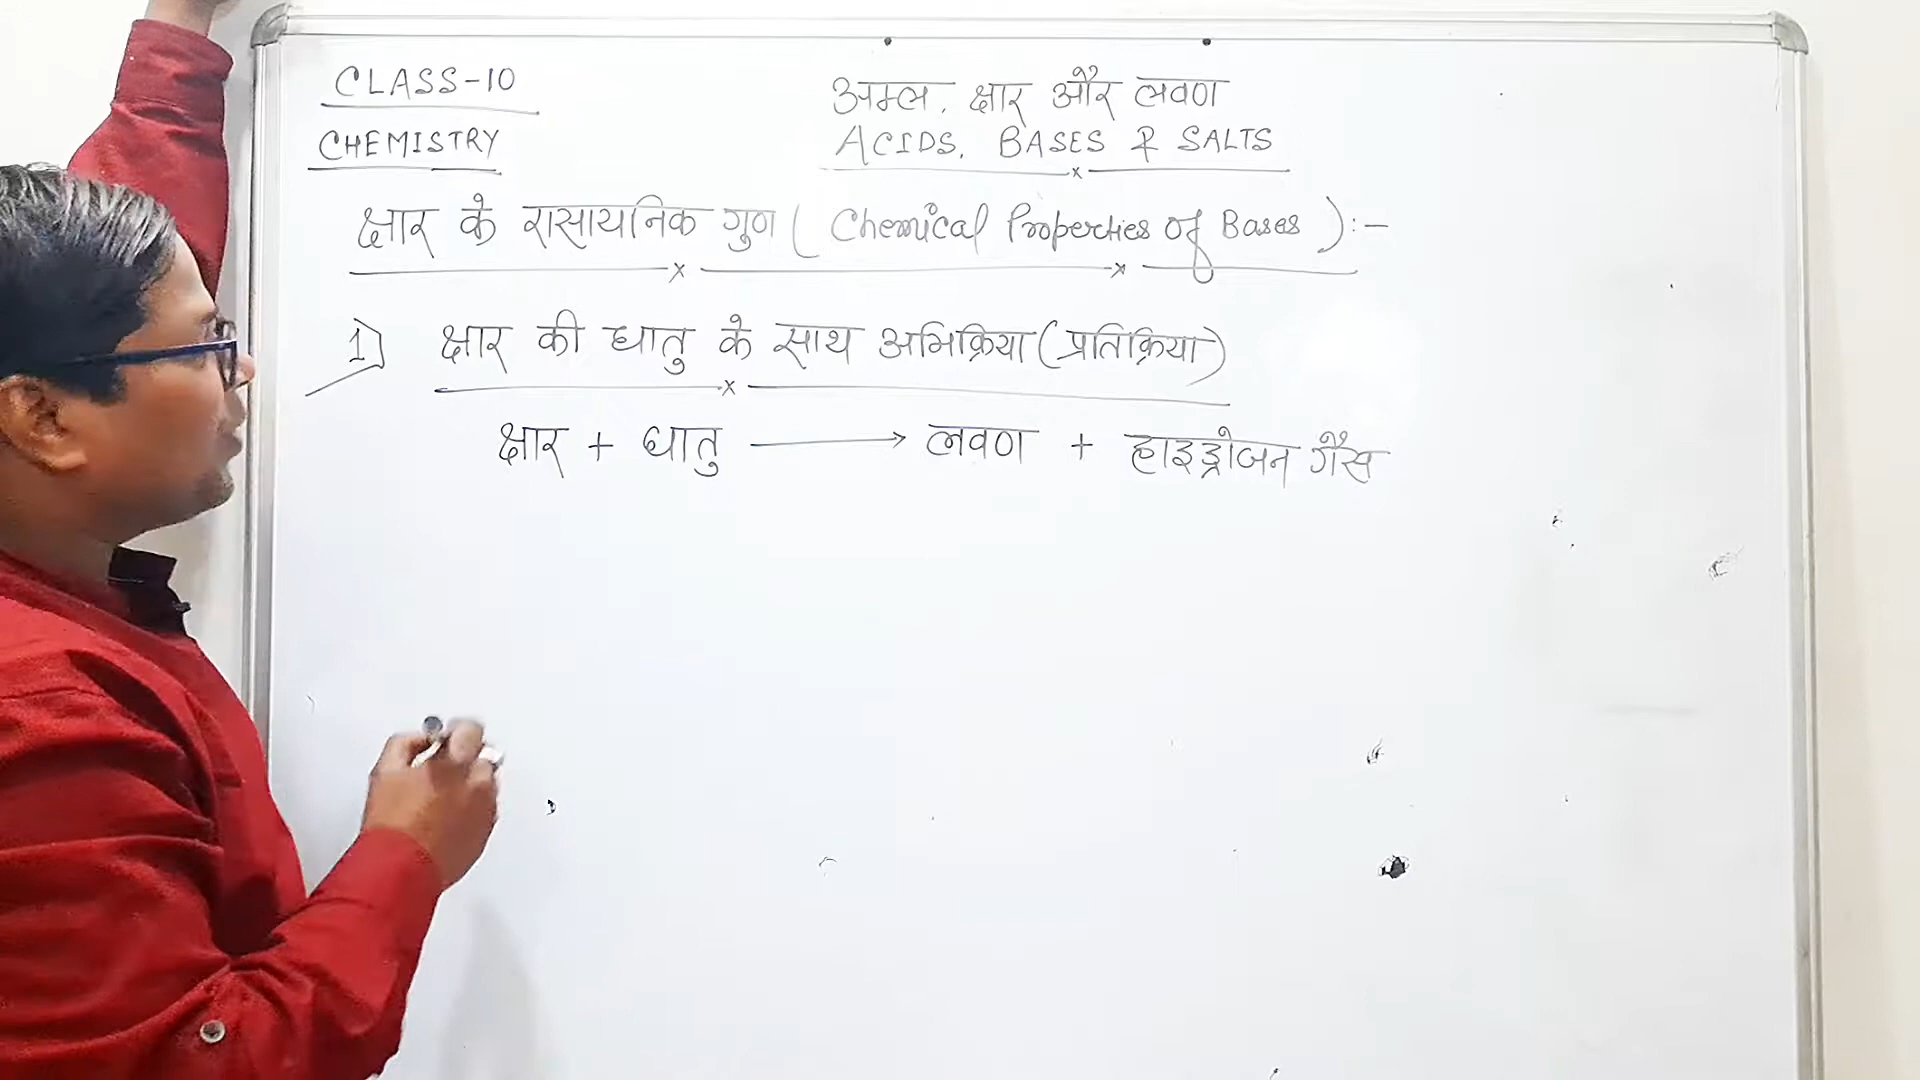 CLASS-10
CHEMISTRY
अम्ल, क्षार और लवण
ACIDS, BASES & SALTS
क्षार के रासायनिक गुण ( Chemical Properties of Bases ):-
1) क्षार की धातु के साथ अभिक्रिया (प्रतिक्रिया)
क्षार + धातु → लवण + हाइड्रोजन गैस